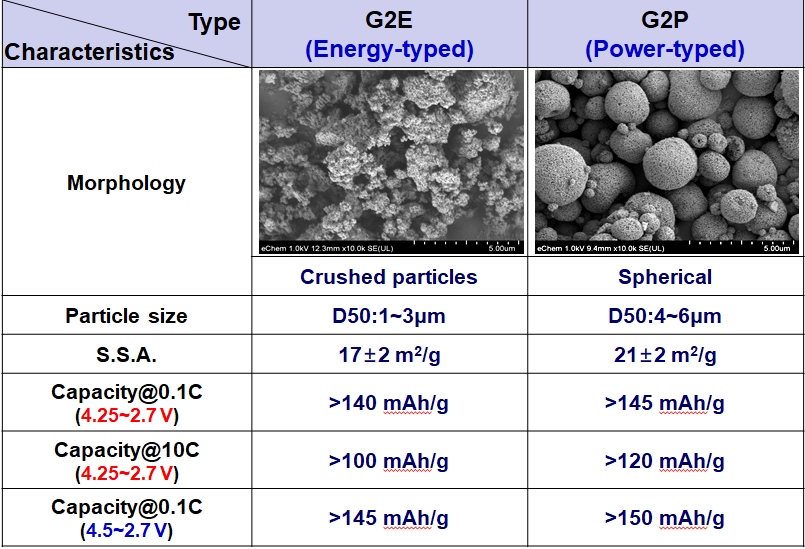 Type
Characteristics
G2E
(Energy-typed)
G2P
(Power-typed)
Morphology
eChem 1.0kV 12.3mm x10.0k SE(UL) 5.00um
eChem 1.0kV 9.4mm x10.0k SE(UL) 5.00um
Crushed particles
Spherical
Particle size
D50:1~3μm
D50:4~6μm
S.S.A.
17±2 m²/g
21±2 m²/g
Capacity@0.1C
(4.25~2.7 V)
>140 mAh/g
>145 mAh/g
Capacity@10C
(4.25~2.7 V)
>100 mAh/g
>120 mAh/g
Capacity@0.1C
(4.5~2.7 V)
>145 mAh/g
>150 mAh/g